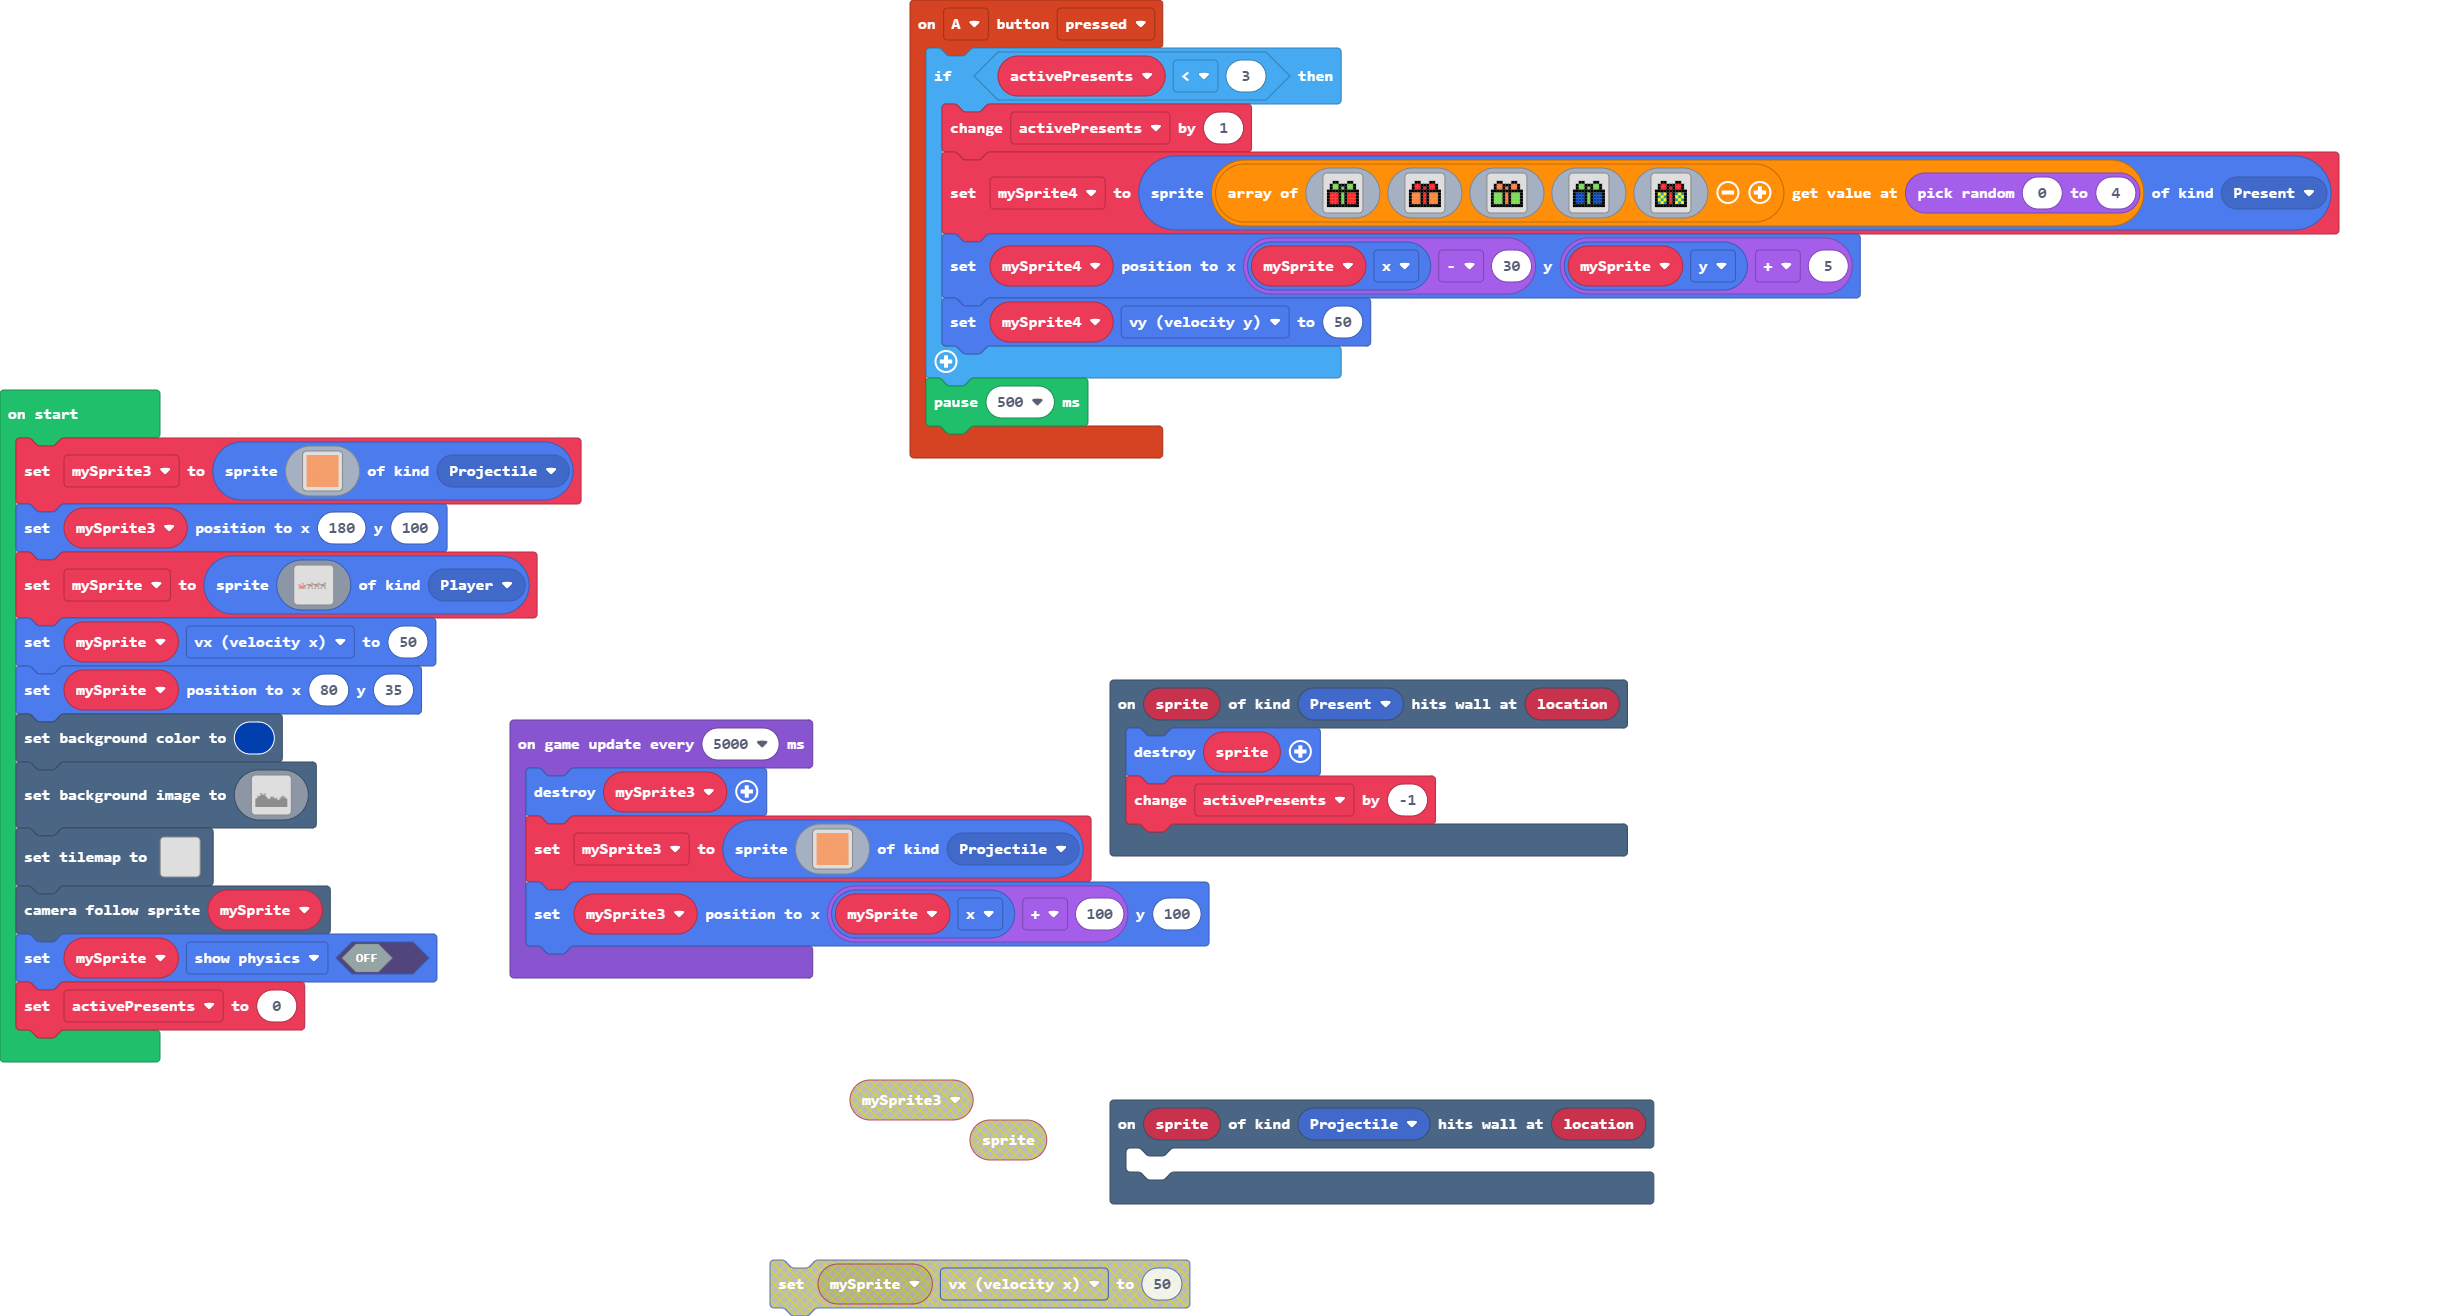 on A button pressed
if activePresents < 3 then
change activePresents by 1
set mySprite4 to sprite array of get value at pick random 0 to 4 of kind Present
set mySprite4 position to x mySprite x - 30 y mySprite y + 5
set mySprite4 vy (velocity y) to 50
pause 500 ms
on start
set mySprite3 to sprite of kind Projectile
set mySprite3 position to x 180 y 100
set mySprite to sprite of kind Player
set mySprite vx (velocity x) to 50
set mySprite position to x 80 y 35
set background color to
set background image to
set tilemap to
camera follow sprite mySprite
set mySprite show physics OFF
set activePresents to 0
on game update every 5000 ms
destroy mySprite3
set mySprite3 to sprite of kind Projectile
set mySprite3 position to x mySprite x + 100 y 100
on sprite of kind Present hits wall at location
destroy sprite
change activePresents by -1
mySprite3
sprite
on sprite of kind Projectile hits wall at location
set mySprite vx (velocity x) to 50